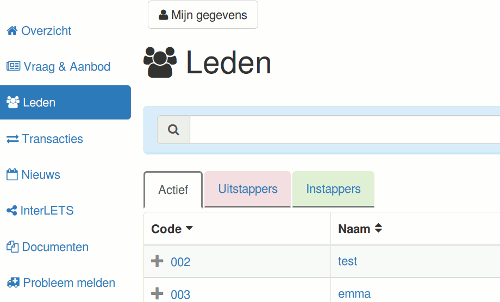 Mijn gegevens
Overzicht
Vraag & Aanbod
Leden
Transacties
Nieuws
InterLETS
Documenten
Probleem melden
Leden
Actief
Uitstappers
Instappers
Code Naam
002 test
003 emma